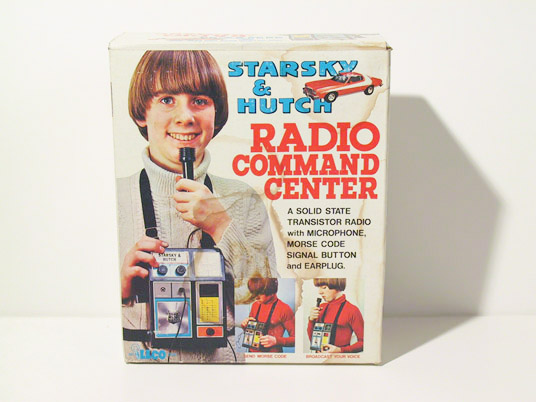 STARSKY
&
HUTCH
RADIO
COMMAND
CENTER
A SOLID STATE
TRANSISTOR RADIO
with MICROPHONE,
MORSE CODE
SIGNAL BUTTON
and EARPLUG.
STARSKY &
HUTCH
SEND MORSE CODE
BROADCAST YOUR VOICE